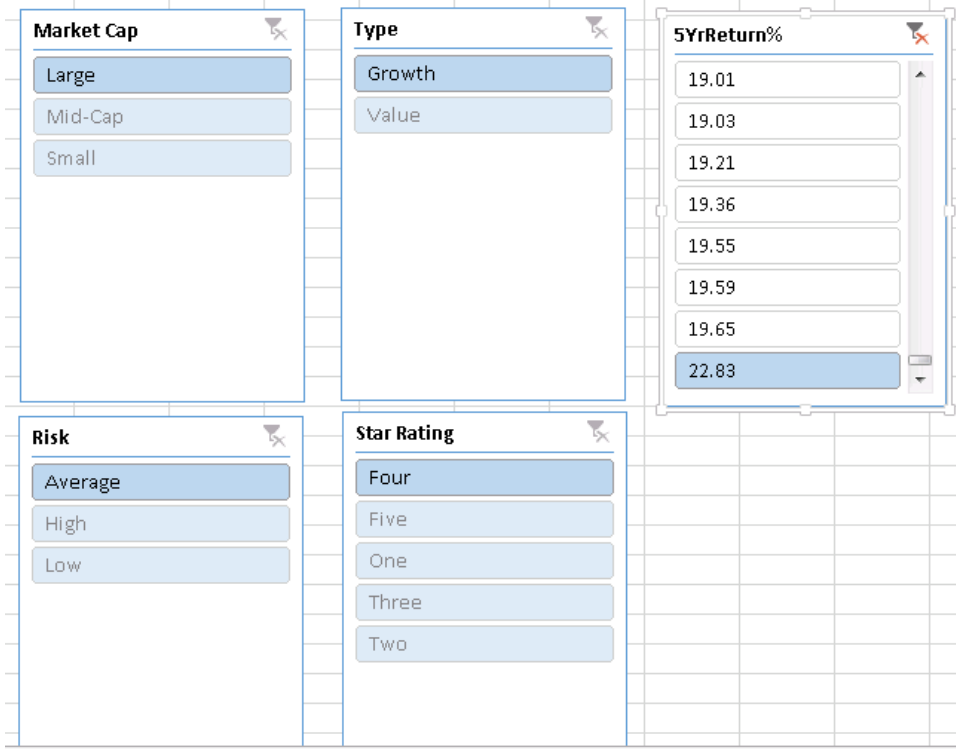 Market Cap
Large
Mid-Cap
Small
Type
Growth
Value
5YrReturn%
19.01
19.03
19.21
19.36
19.55
19.59
19.65
22.83
Risk
Average
High
Low
Star Rating
Four
Five
One
Three
Two